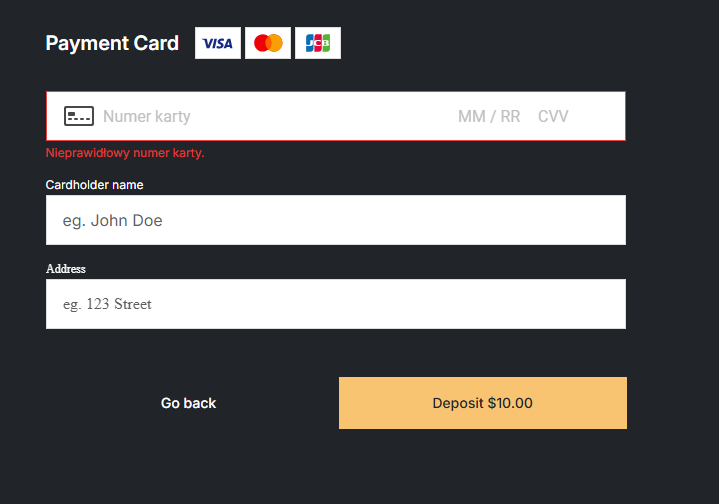 Payment Card VISA JCB
Numer karty MM / RR CVV
Nieprawidłowy numer karty.
Cardholder name
eg. John Doe
Address
eg. 123 Street
Go back Deposit $10.00